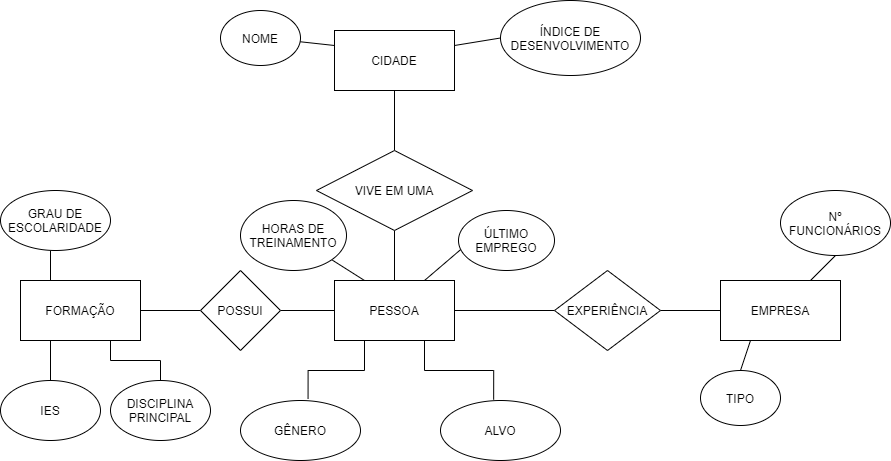 NOME
CIDADE
ÍNDICE DE
DESENVOLVIMENTO
VIVE EM UMA
GRAU DE
ESCOLARIDADE
HORAS DE
TREINAMENTO
ÚLTIMO
EMPREGO
Nº
FUNCIONÁRIOS
FORMAÇÃO
POSSUI
PESSOA
EXPERIÊNCIA
EMPRESA
IES
DISCIPLINA
PRINCIPAL
GÊNERO
ALVO
TIPO